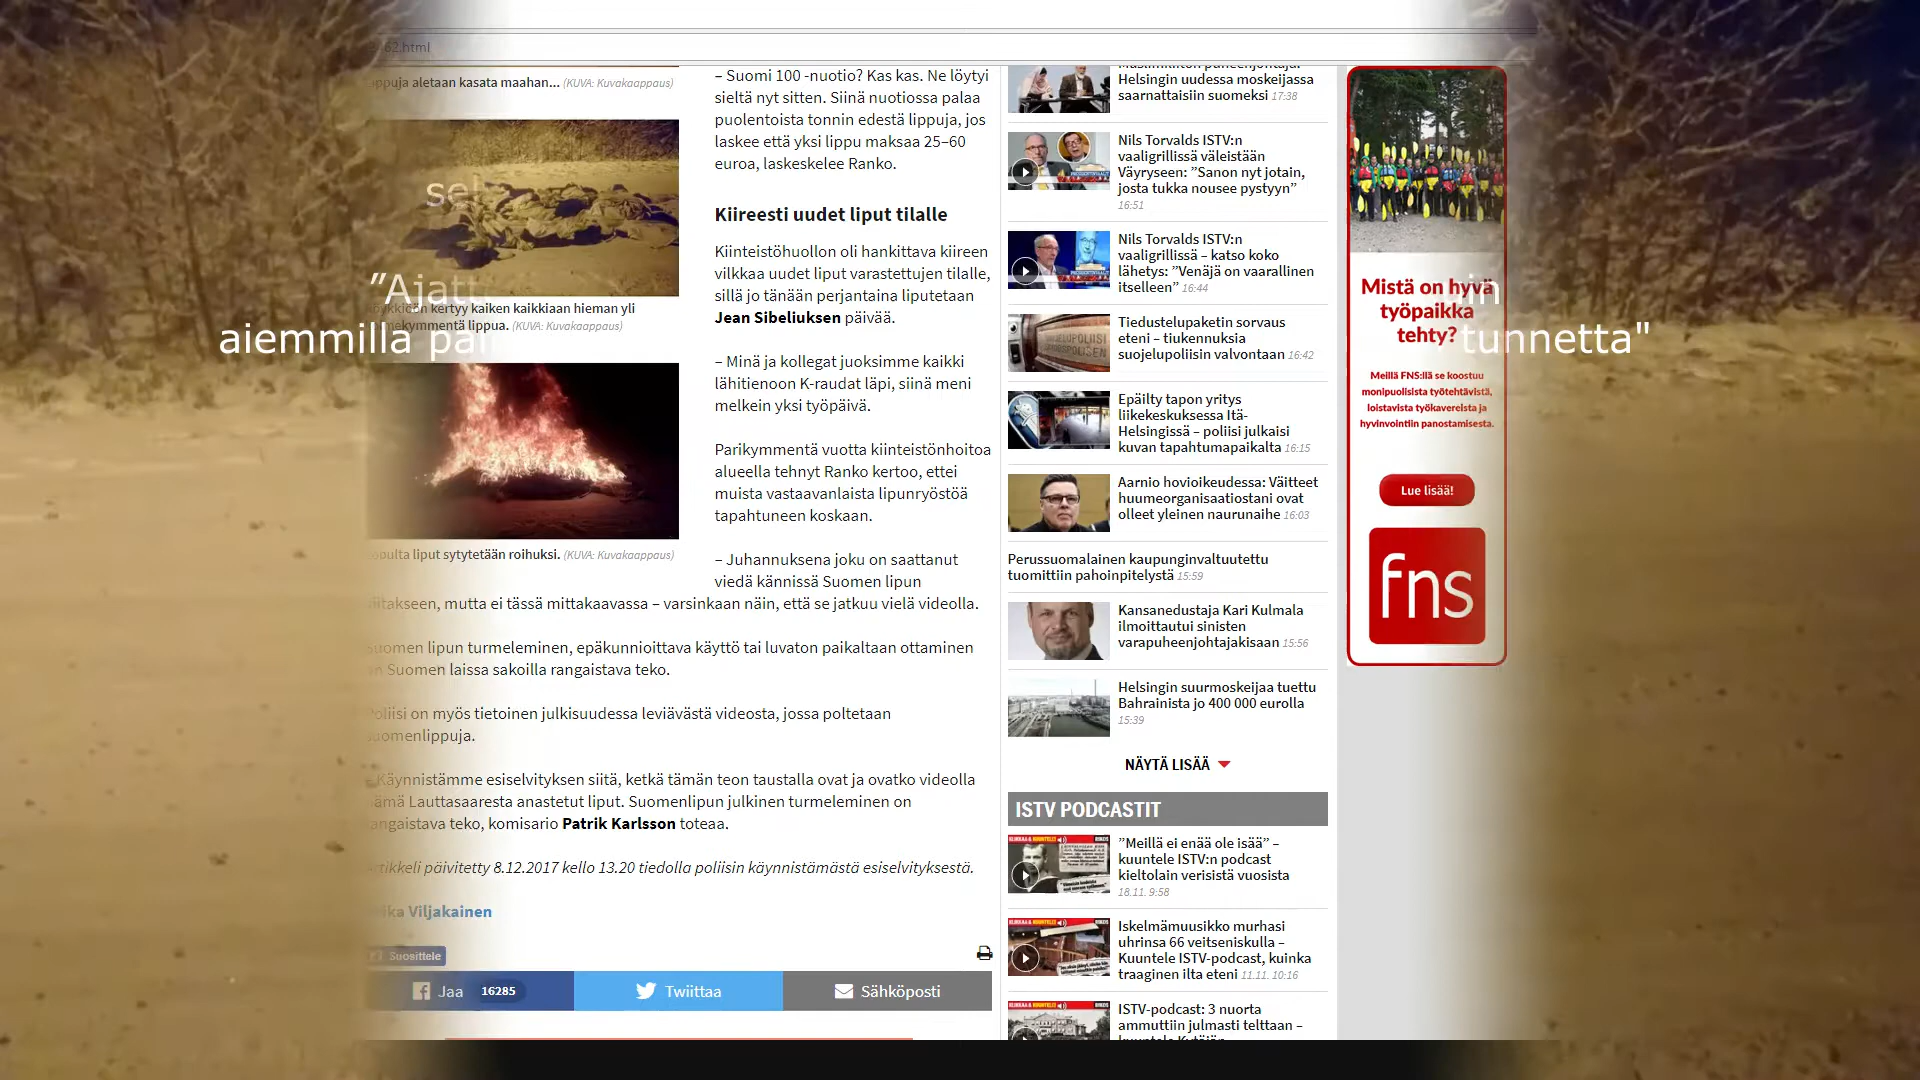 62.html
aletaan kasata maahan... (KUVA: Kuvakaappaus)
kertyy kaiken kaikkiaan hieman yli
lippua. (KUVA: Kuvakaappaus)
liput sytytetään roihuksi. (KUVA: Kuvakaappaus)
”Ajat
aiemmilla
tunnetta"
– Suomi 100 -nuotio? Kas kas. Ne löytyi
sieltä nyt sitten. Siinä nuotiossa palaa
puolentoista tonnin edestä lippuja, jos
laskee että yksi lippu maksaa 25–60
euroa, laskeskelee Ranko.
Kiireesti uudet liput tilalle
Kiinteistöhuollon oli hankittava kiireen
vilkkaa uudet liput varastettujen tilalle,
sillä jo tänään perjantaina liputetaan
Jean Sibeliuksen päivää.
– Minä ja kollegat juoksimme kaikki
lähitienoon K-raudat läpi, siinä meni
melkein yksi työpäivä.
Parikymmentä vuotta kiinteistönhoitoa
alueella tehnyt Ranko kertoo, ettei
muista vastaavanlaista lipunryöstöä
tapahtuneen koskaan.
– Juhannuksena joku on saattanut
viedä kännissä Suomen lipun
mutta ei tässä mittakaavassa – varsinkaan näin, että se jatkuu vielä videolla.
Suomen lipun turmeleminen, epäkunnioittava käyttö tai luvaton paikaltaan ottaminen
on Suomen laissa sakoilla rangaistava teko.
Poliisi on myös tietoinen julkisuudessa leviävästä videosta, jossa poltetaan
suomenlippuja.
– Käynnistämme esiselvityksen siitä, ketkä tämän teon taustalla ovat ja ovatko videolla
nämä Lauttasaaresta anastetut liput. Suomenlipun julkinen turmeleminen on
rangaistava teko, komisario Patrik Karlsson toteaa.
Artikkeli päivitetty 8.12.2017 kello 13.20 tiedolla poliisin käynnistämästä esiselvityksestä.
Viljakainen
Suosittele
Jaa 16285 Twiittaa Sähköposti
Helsingin uudessa moskeijassa
saarnattaisiin suomeksi 17:38
Nils Torvalds ISTV:n
vaaligrillissä väleistään
Väyryseen: ”Sanon nyt jotain,
josta tukka nousee pystyyn”
16:51
Nils Torvalds ISTV:n
vaaligrillissä – katso koko
lähetys: ”Venäjä on vaarallinen
itselleen” 16:44
Tiedustelupaketin sorvaus
eteni – tiukennuksia
suojelupoliisin valvontaan 16:42
Epäilty tapon yritys
liikekeskuksessa Itä-
Helsingissä – poliisi julkaisi
kuvan tapahtumapaikalta 16:15
Aarnio hovioikeudessa: Väitteet
huumeorganisaatiostani ovat
olleet yleinen naurunaihe 16:03
Perussuomalainen kaupunginvaltuutettu
tuomittiin pahoinpitelystä 15:59
Kansanedustaja Kari Kulmala
ilmoittautui sinisten
varapuheenjohtajakisaan 15:56
Helsingin suurmoskeijaa tuettu
Bahrainista jo 400 000 eurolla
15:39
NÄYTÄ LISÄÄ
ISTV PODCASTIT
”Meillä ei enää ole isää” –
kuuntele ISTV:n podcast
kieltolain verisistä vuosista
18.11. 9:58
Iskelmämuusikko murhasi
uhrinsa 66 veitseniskulla –
Kuuntele ISTV-podcast, kuinka
traaginen ilta eteni 11.11. 10:16
ISTV-podcast: 3 nuorta
ammuttiin julmasti telttaan –
Mistä on hyvä
työpaikka
tehty?
Meillä FNS:llä se koostuu
monipuolisista työtehtävistä,
loistavista työkavereista ja
hyvinvointiin panostamisesta.
Lue lisää!
fns